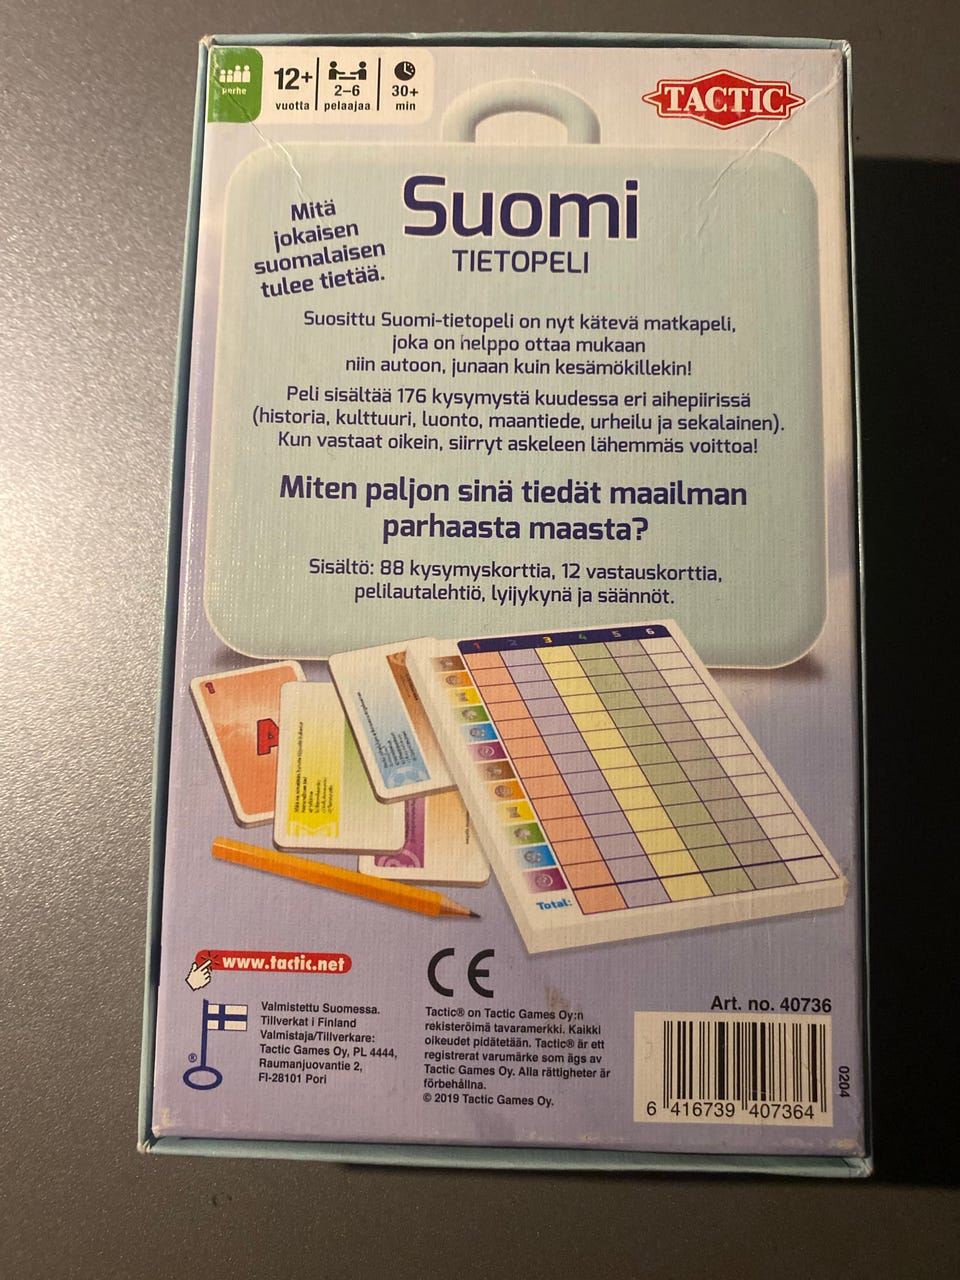 perhe
12+
vuotta
2–6
pelaajaa
30+
min
TACTIC
Mitä
jokaisen
suomalaisen
tulee tietää.
Suomi
TIETOPELI
Suosittu Suomi-tietopeli on nyt kätevä matkapeli,
joka on helppo ottaa mukaan
niin autoon, junaan kuin kesämökillekin!
Peli sisältää 176 kysymystä kuudessa eri aihepiirissä
(historia, kulttuuri, luonto, maantiede, urheilu ja sekalainen).
Kun vastaat oikein, siirryt askeleen lähemmäs voittoa!
Miten paljon sinä tiedät maailman
parhaasta maasta?
Sisältö: 88 kysymyskorttia, 12 vastauskorttia,
pelilautalehtiö, lyijykynä ja säännöt.
1 2 3 4 5 6
1
A
Total:
www.tactic.net
CE
®
Valmistettu Suomessa.
Tillverkat i Finland
Valmistaja/Tillverkare:
Tactic Games Oy, PL 4444,
Raumanjuovantie 2,
FI-28101 Pori
Tactic® on Tactic Games Oy:n
rekisteröimä tavaramerkki. Kaikki
oikeudet pidätetään. Tactic® är ett
registrerat varumärke som ägs av
Tactic Games Oy. Alla rättigheter är
förbehållna.
© 2019 Tactic Games Oy.
Art. no. 40736
6 416739 407364
0204